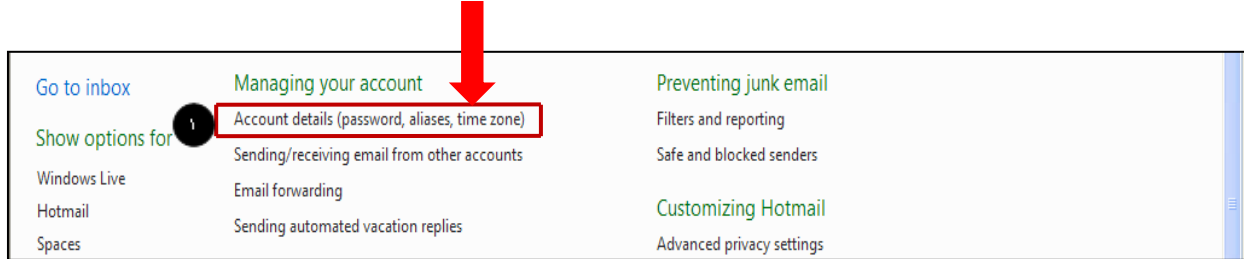 Go to inbox
Show options for
Windows Live
Hotmail
Spaces
١
Managing your account
Account details (password, aliases, time zone)
Sending/receiving email from other accounts
Email forwarding
Sending automated vacation replies
Preventing junk email
Filters and reporting
Safe and blocked senders
Customizing Hotmail
Advanced privacy settings